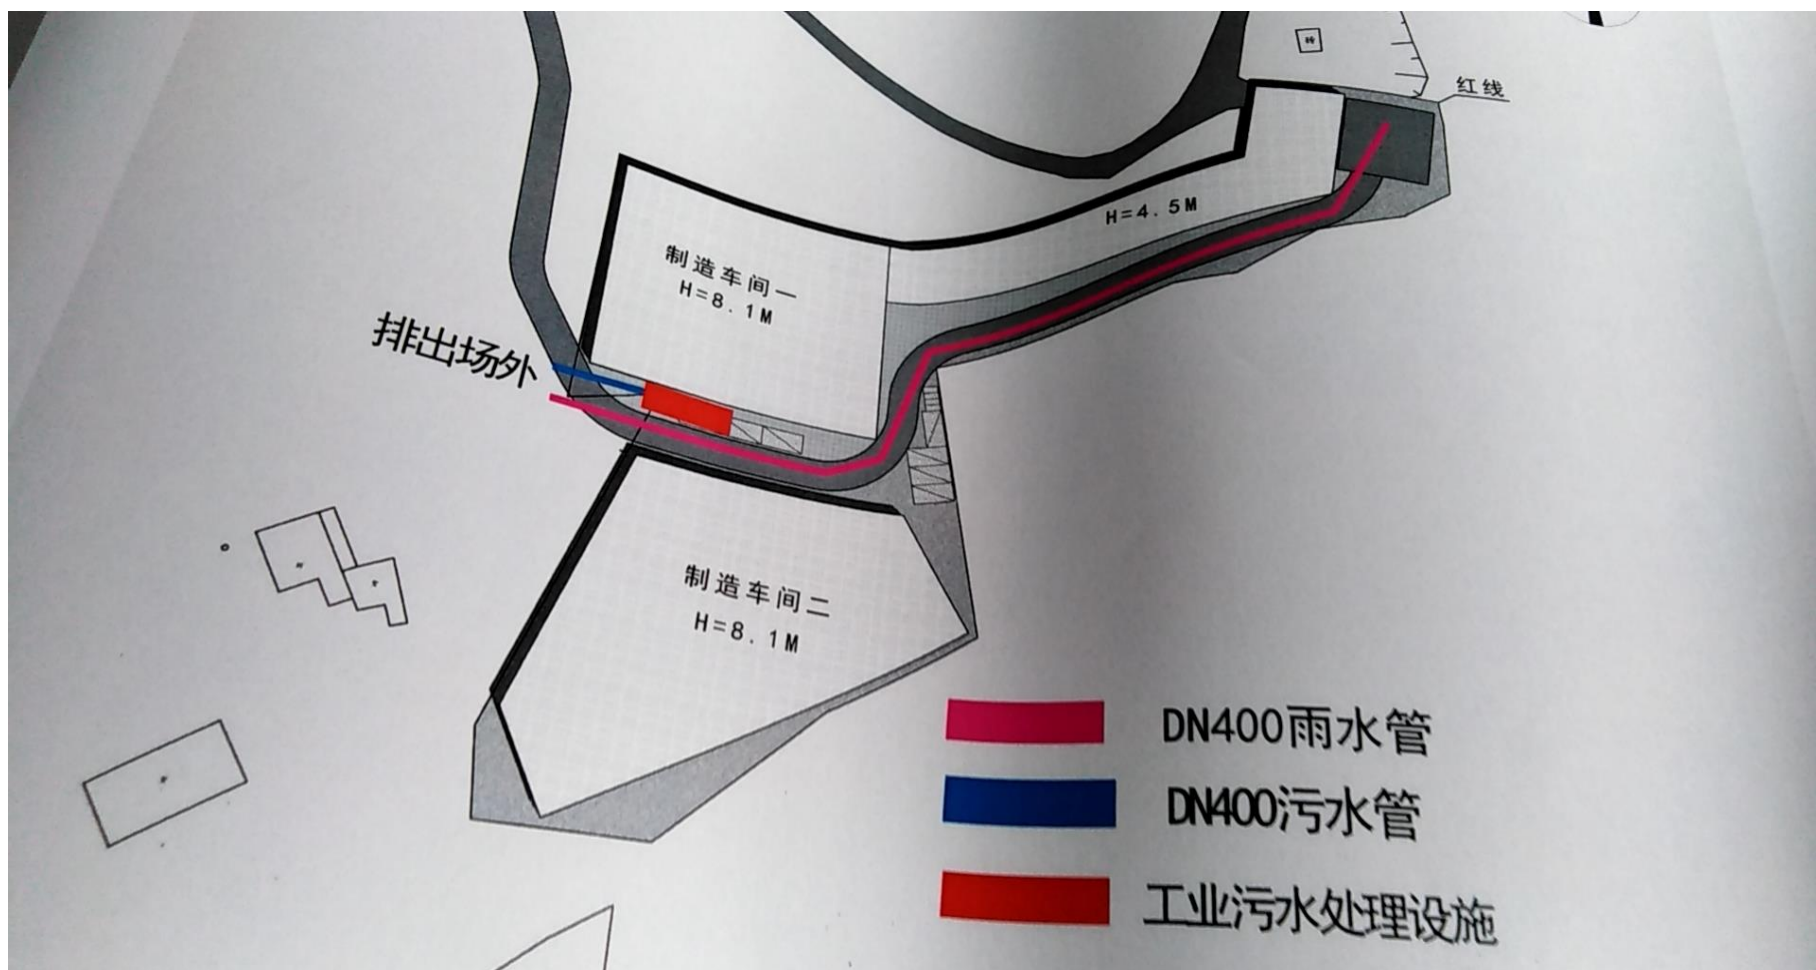 红线
H=4.5M
制造车间一
H=8.1M
排出场外
制造车间二
H=8.1M
DN400雨水管
DN400污水管
工业污水处理设施